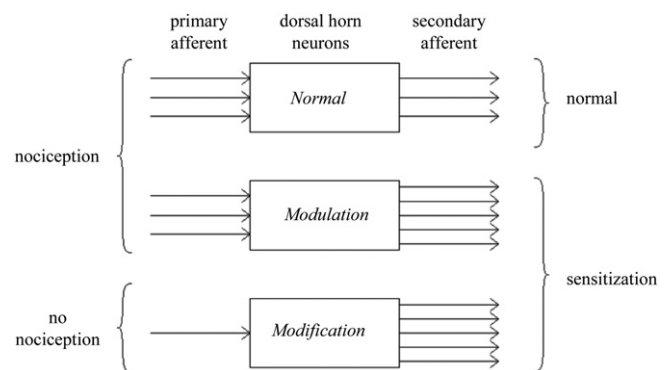 primary
afferent
dorsal horn
neurons
secondary
afferent
Normal
normal
nociception
Modulation
sensitization
no
nociception
Modification